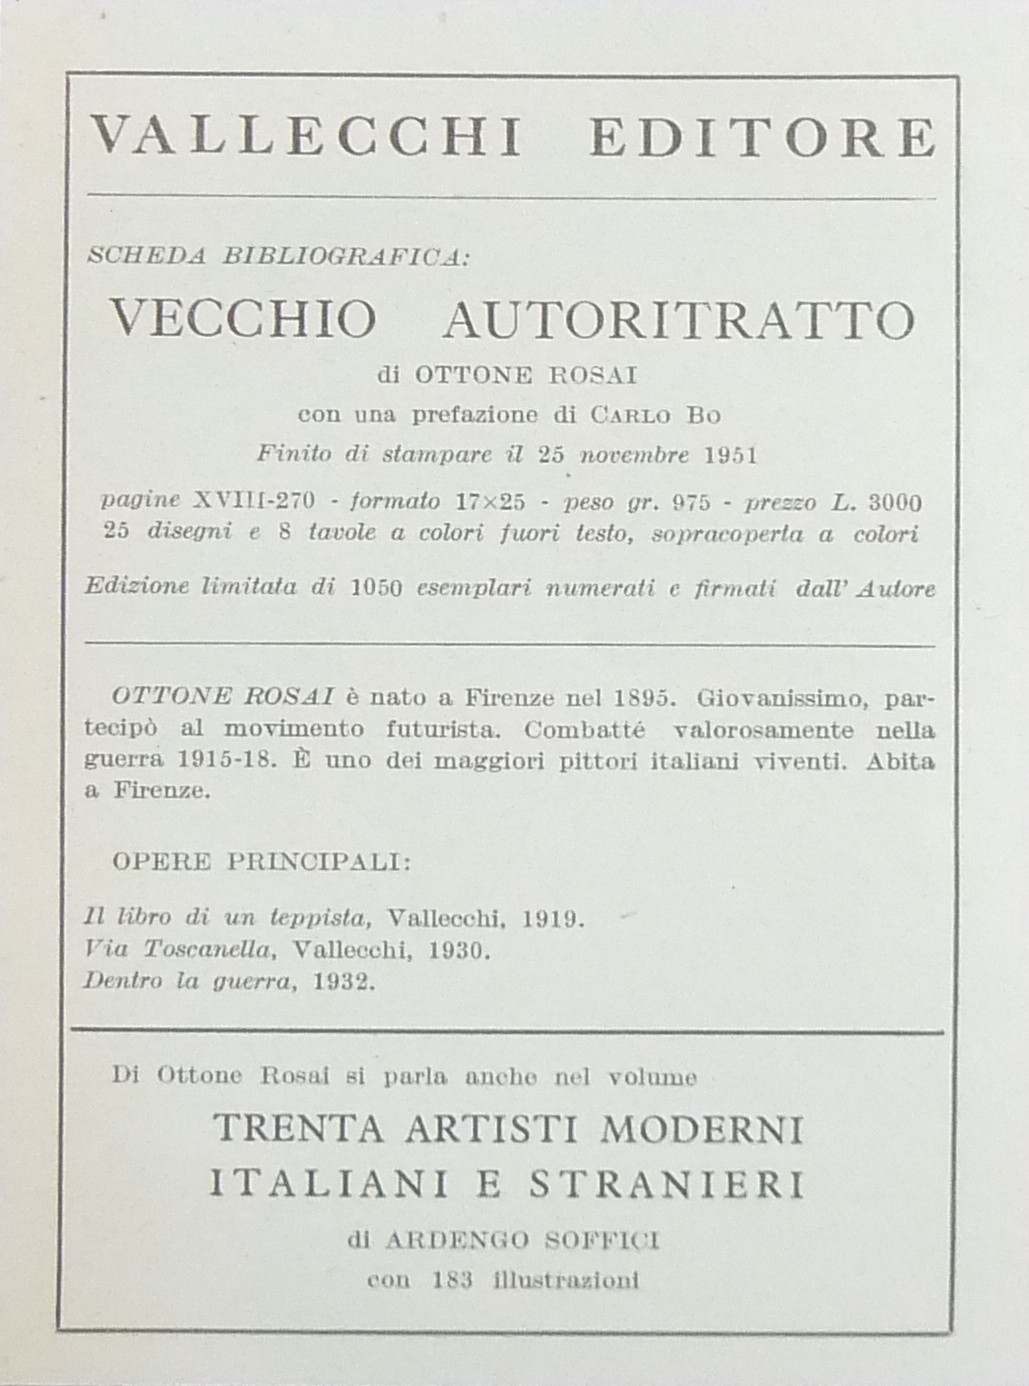 VALLECCHI EDITORE
SCHEDA BIBLIOGRAFICA:
VECCHIO AUTORITRATTO
di OTTONE ROSAI
con una prefazione di CARLO BO
Finito di stampare il 25 novembre 1951
pagine XVIII-270 - formato 17×25 - peso gr. 975 - prezzo L. 3000
25 disegni e 8 tavole a colori fuori testo, sopracoperta a colori
Edizione limitata di 1050 esemplari numerati e firmati dall' Autore
OTTONE ROSAI è nato a Firenze nel 1895. Giovanissimo, par-
tecipò al movimento futurista. Combatté valorosamente nella
guerra 1915-18. È uno dei maggiori pittori italiani viventi. Abita
a Firenze.
OPERE PRINCIPALI:
Il libro di un teppista, Vallecchi, 1919.
Via Toscanella, Vallecchi, 1930.
Dentro la guerra, 1932.
Di Ottone Rosai si parla anche nel volume
TRENTA ARTISTI MODERNI
ITALIANI E STRANIERI
di ARDENGO SOFFICI
con 183 illustrazioni